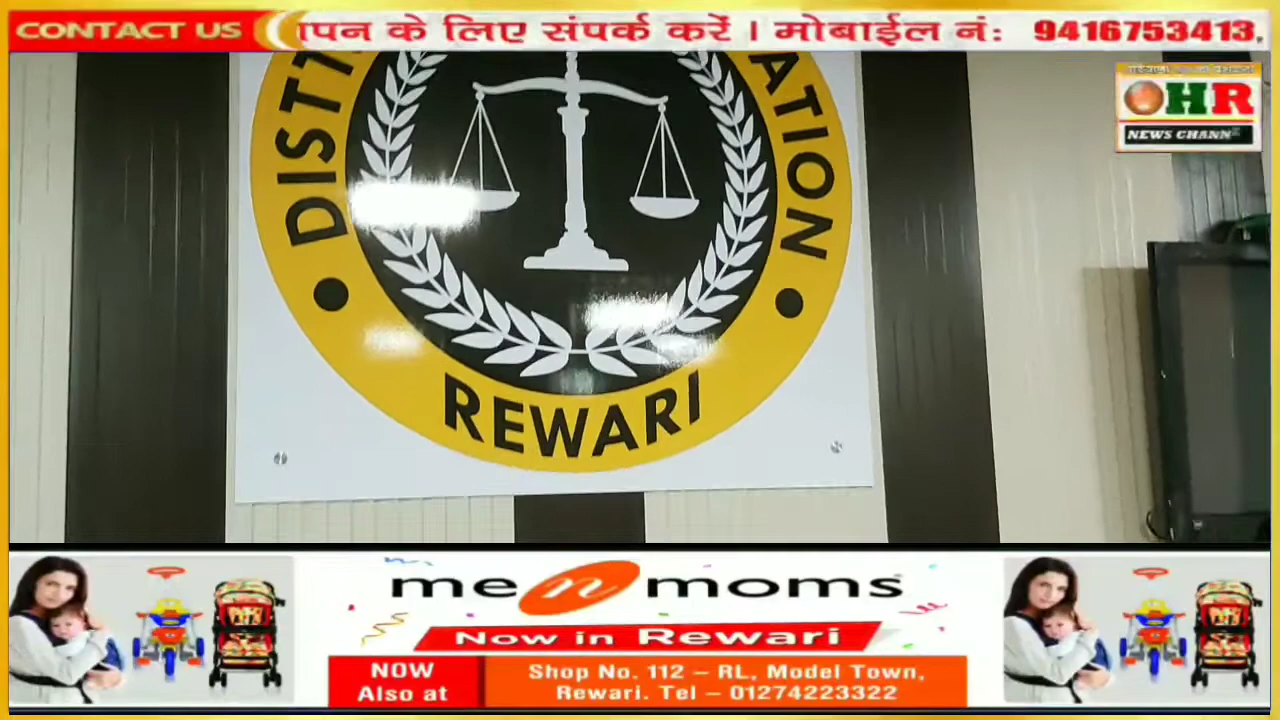 CONTACT US
ापन के लिए संपर्क करें । मोबाईल नं: 9416753413,
HR
NEWS CHANN
DIST
ATION
REWARI
me n moms
Now in Rewari
NOW
Also at
Shop No. 112 – RL, Model Town,
Rewari. Tel – 01274223322